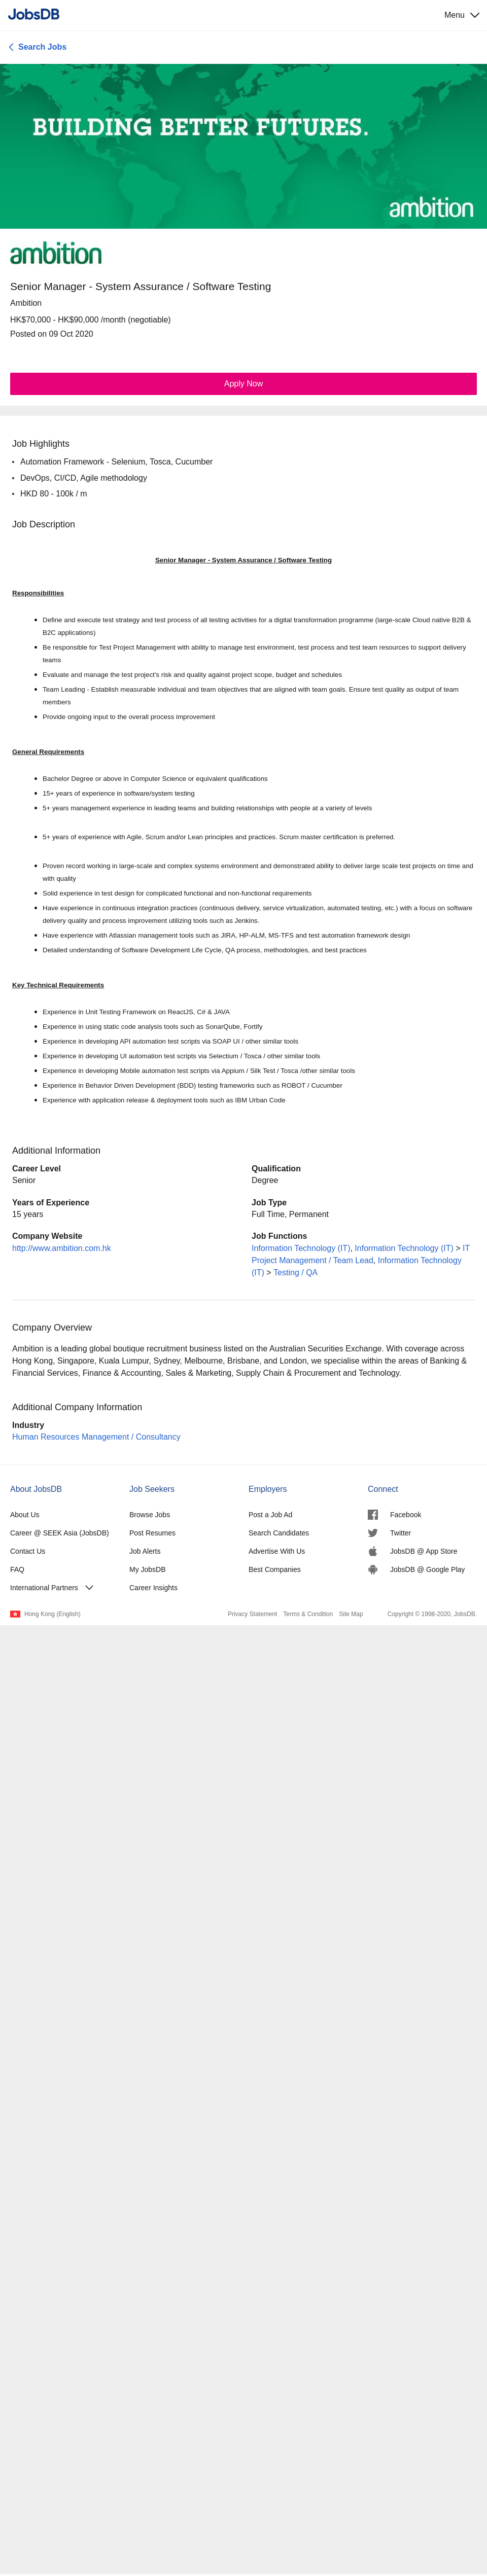 JobsDB
Menu
Search Jobs
BUILDING BETTER FUTURES.
ambition
ambition
Senior Manager - System Assurance / Software Testing
Ambition
HK$70,000 - HK$90,000 /month (negotiable)
Posted on 09 Oct 2020
Apply Now
Job Highlights
Automation Framework - Selenium, Tosca, Cucumber
DevOps, CI/CD, Agile methodology
HKD 80 - 100k / m
Job Description
Senior Manager - System Assurance / Software Testing
Responsibilities
Define and execute test strategy and test process of all testing activities for a digital transformation programme (large-scale Cloud native B2B &
B2C applications)
Be responsible for Test Project Management with ability to manage test environment, test process and test team resources to support delivery
teams
Evaluate and manage the test project's risk and quality against project scope, budget and schedules
Team Leading - Establish measurable individual and team objectives that are aligned with team goals. Ensure test quality as output of team
members
Provide ongoing input to the overall process improvement
General Requirements
Bachelor Degree or above in Computer Science or equivalent qualifications
15+ years of experience in software/system testing
5+ years management experience in leading teams and building relationships with people at a variety of levels
5+ years of experience with Agile, Scrum and/or Lean principles and practices. Scrum master certification is preferred.
Proven record working in large-scale and complex systems environment and demonstrated ability to deliver large scale test projects on time and
with quality
Solid experience in test design for complicated functional and non-functional requirements
Have experience in continuous integration practices (continuous delivery, service virtualization, automated testing, etc.) with a focus on software
delivery quality and process improvement utilizing tools such as Jenkins.
Have experience with Atlassian management tools such as JIRA, HP-ALM, MS-TFS and test automation framework design
Detailed understanding of Software Development Life Cycle, QA process, methodologies, and best practices
Key Technical Requirements
Experience in Unit Testing Framework on ReactJS, C# & JAVA
Experience in using static code analysis tools such as SonarQube, Fortify
Experience in developing API automation test scripts via SOAP UI / other similar tools
Experience in developing UI automation test scripts via Selectium / Tosca / other similar tools
Experience in developing Mobile automation test scripts via Appium / Silk Test / Tosca /other similar tools
Experience in Behavior Driven Development (BDD) testing frameworks such as ROBOT / Cucumber
Experience with application release & deployment tools such as IBM Urban Code
Additional Information
Career Level
Senior
Qualification
Degree
Years of Experience
15 years
Job Type
Full Time, Permanent
Company Website
http://www.ambition.com.hk
Job Functions
Information Technology (IT), Information Technology (IT) > IT
Project Management / Team Lead, Information Technology
(IT) > Testing / QA
Company Overview
Ambition is a leading global boutique recruitment business listed on the Australian Securities Exchange. With coverage across
Hong Kong, Singapore, Kuala Lumpur, Sydney, Melbourne, Brisbane, and London, we specialise within the areas of Banking &
Financial Services, Finance & Accounting, Sales & Marketing, Supply Chain & Procurement and Technology.
Additional Company Information
Industry
Human Resources Management / Consultancy
About JobsDB
About Us
Career @ SEEK Asia (JobsDB)
Contact Us
FAQ
International Partners
Job Seekers
Browse Jobs
Post Resumes
Job Alerts
My JobsDB
Career Insights
Employers
Post a Job Ad
Search Candidates
Advertise With Us
Best Companies
Connect
Facebook
Twitter
JobsDB @ App Store
JobsDB @ Google Play
Hong Kong (English)
Privacy Statement Terms & Condition Site Map
Copyright © 1998-2020, JobsDB.